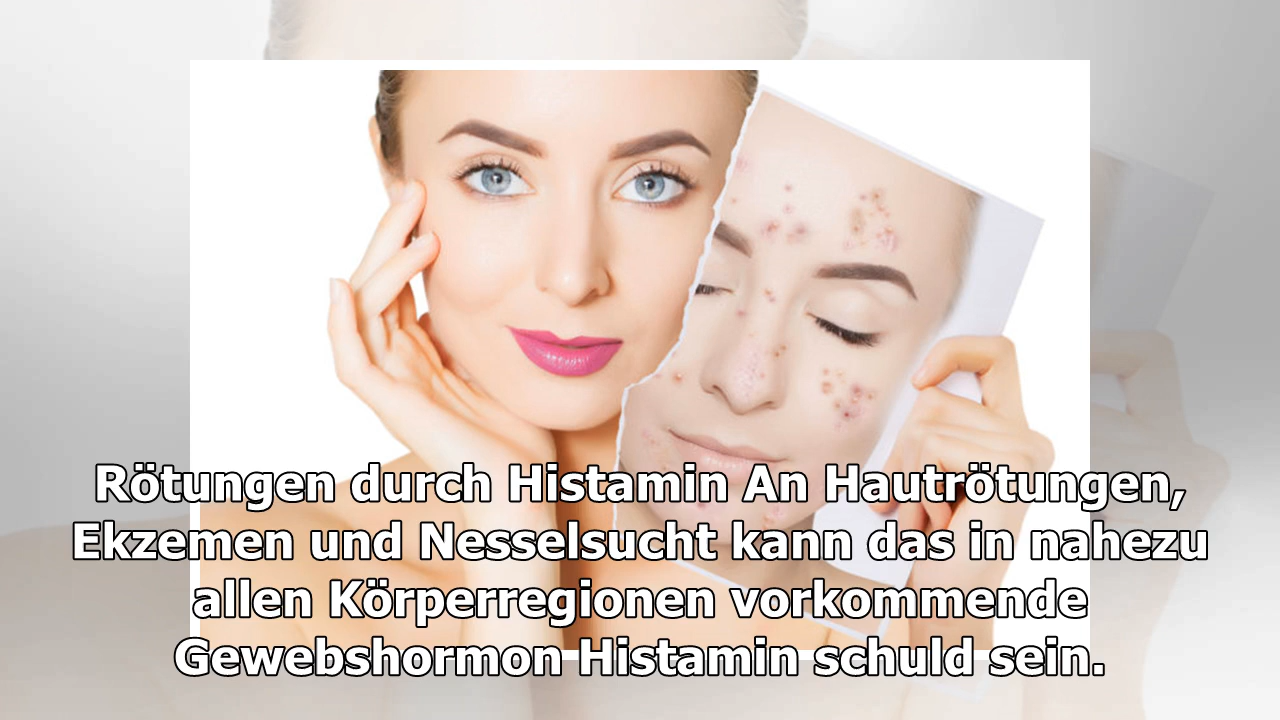 Rötungen durch Histamin An Hautrötungen,
Ekzemen und Nesselsucht kann das in nahezu
allen Körperregionen vorkommende
Gewebshormon Histamin schuld sein.